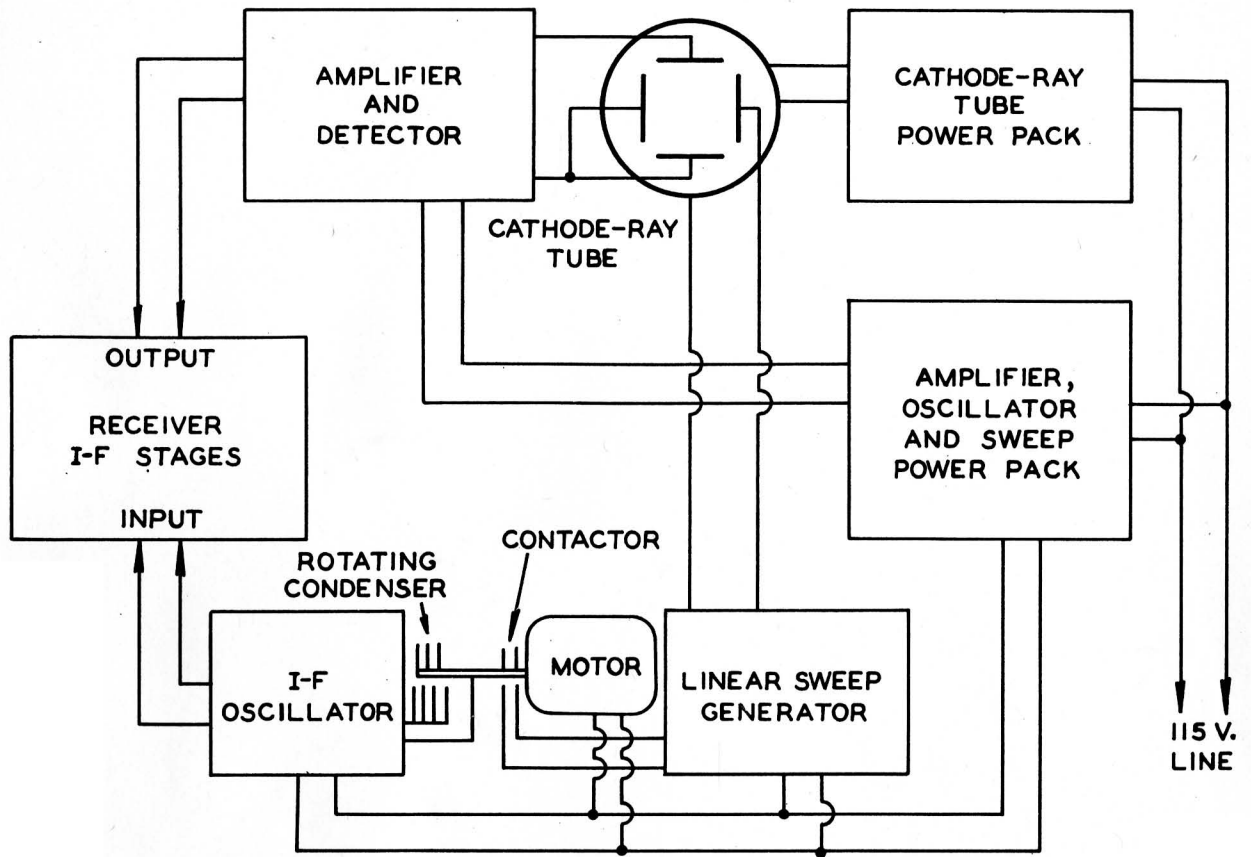 AMPLIFIER
AND
DETECTOR
CATHODE-RAY
TUBE
POWER PACK
CATHODE-RAY
TUBE
OUTPUT
RECEIVER
I-F STAGES
INPUT
AMPLIFIER,
OSCILLATOR
AND SWEEP
POWER PACK
CONTACTOR
ROTATING
CONDENSER
I-F
OSCILLATOR
MOTOR
LINEAR SWEEP
GENERATOR
115 V.
LINE